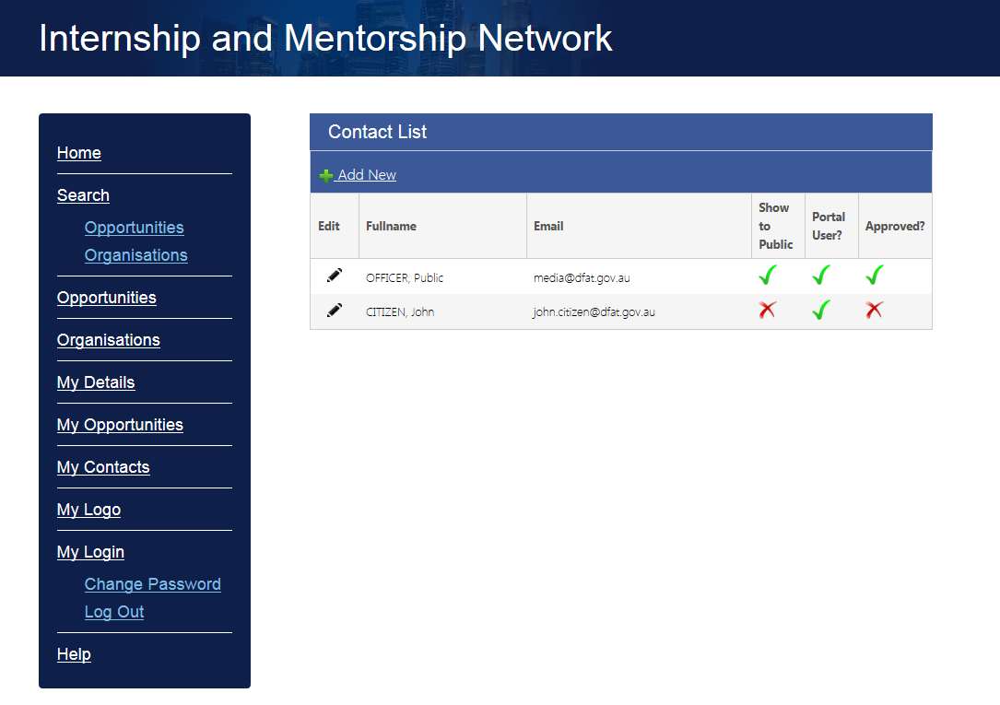 Internship and Mentorship Network
Home
Search
Opportunities
Organisations
Opportunities
Organisations
My Details
My Opportunities
My Contacts
My Logo
My Login
Change Password
Log Out
Help
Contact List
Add New
Edit Fullname Email Show to Public Portal User? Approved?
OFFICER, Public media@dfat.gov.au
CITIZEN, John john.citizen@dfat.gov.au